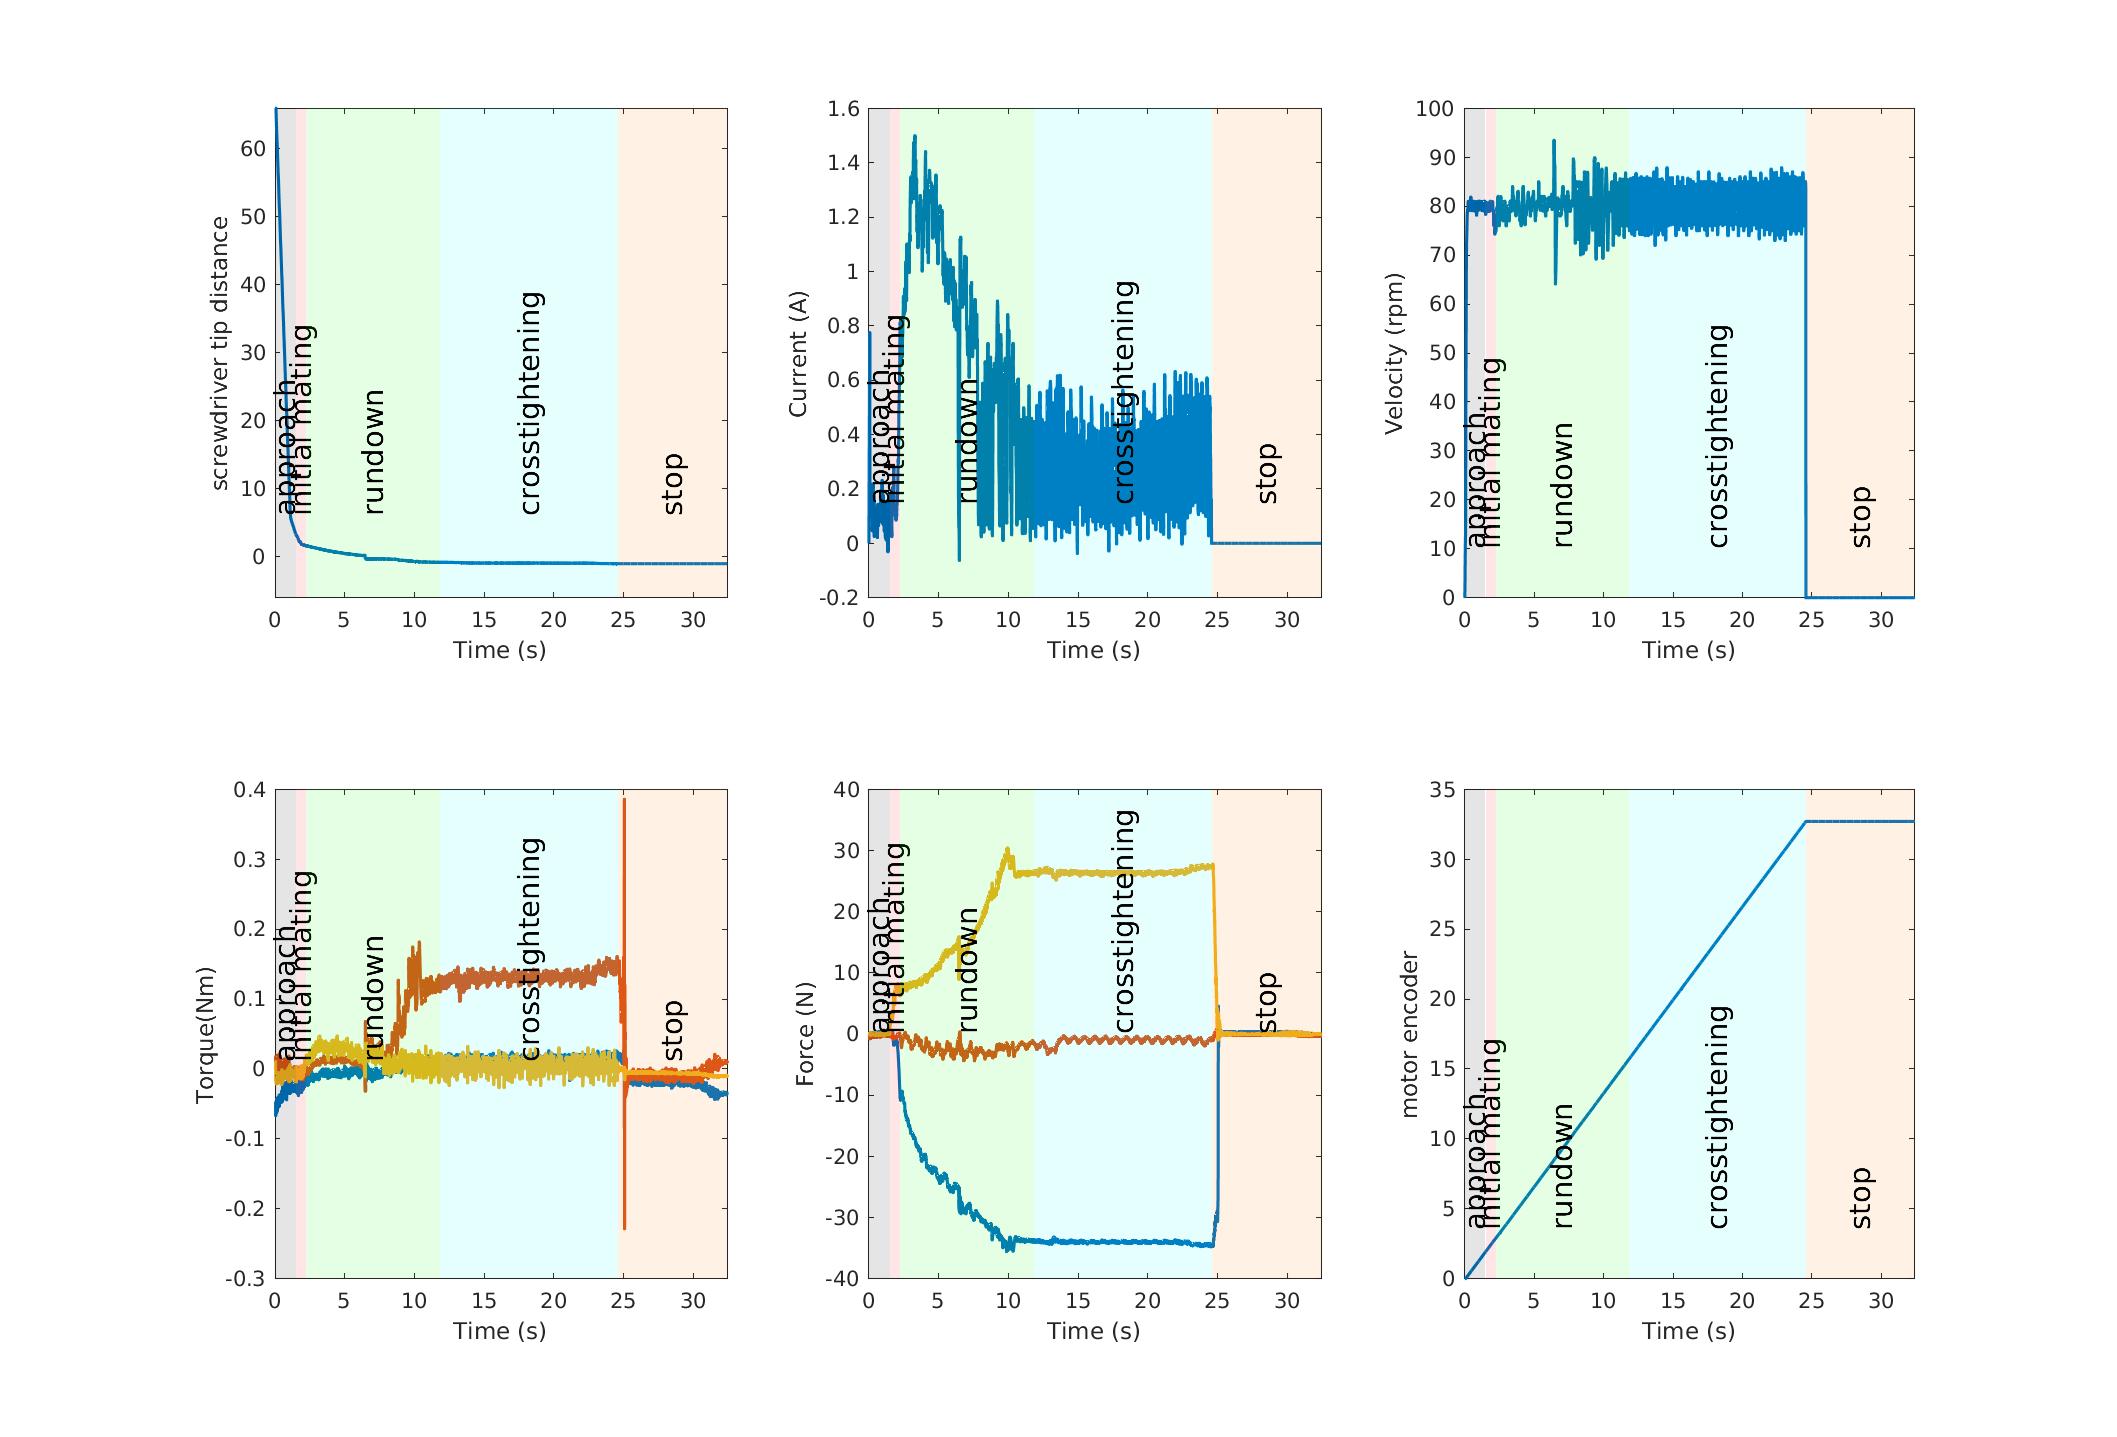 60
50
40
30
20
10
0
screwdriver tip distance
approach
initial mating
rundown
crosstightening
stop
0 5 10 15 20 25 30
Time (s)
1.6
1.4
1.2
1
0.8
0.6
0.4
0.2
0
-0.2
Current (A)
approach
initial mating
rundown
crosstightening
stop
0 5 10 15 20 25 30
Time (s)
100
90
80
70
60
50
40
30
20
10
0
Velocity (rpm)
approach
initial mating
rundown
crosstightening
stop
0 5 10 15 20 25 30
Time (s)
0.4
0.3
0.2
0.1
0
-0.1
-0.2
-0.3
Torque(Nm)
approach
initial mating
rundown
crosstightening
stop
0 5 10 15 20 25 30
Time (s)
40
30
20
10
0
-10
-20
-30
-40
Force (N)
approach
initial mating
rundown
crosstightening
stop
0 5 10 15 20 25 30
Time (s)
35
30
25
20
15
10
5
0
motor encoder
approach
initial mating
rundown
crosstightening
stop
0 5 10 15 20 25 30
Time (s)